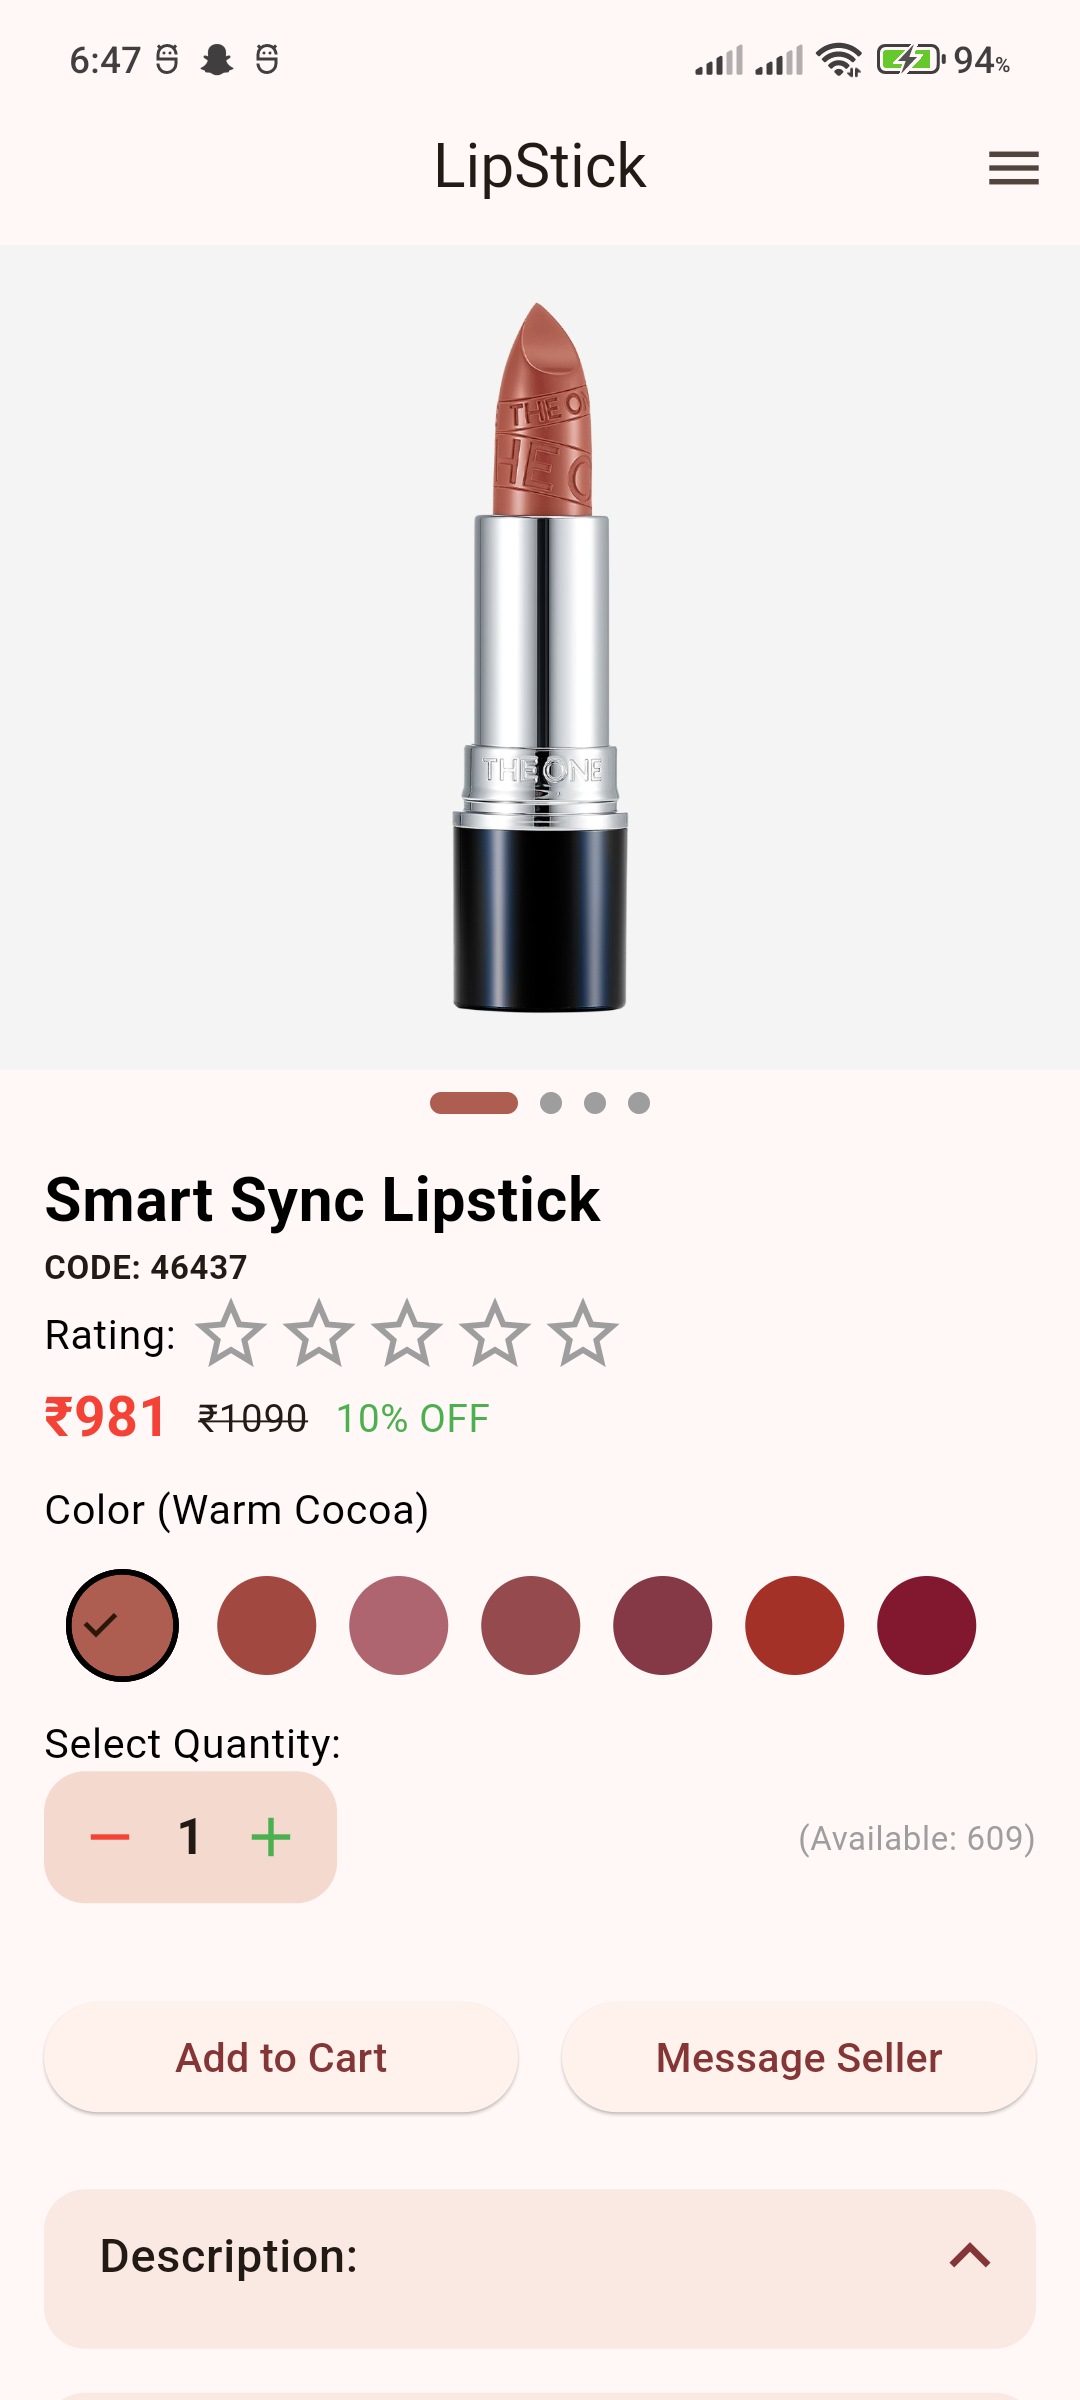 6:47 94%
LipStick
THE O
HE O
THE ONE
Smart Sync Lipstick
CODE: 46437
Rating:
₹981 ₹1090 10% OFF
Color (Warm Cocoa)
Select Quantity:
1 (Available: 609)
Add to Cart Message Seller
Description: